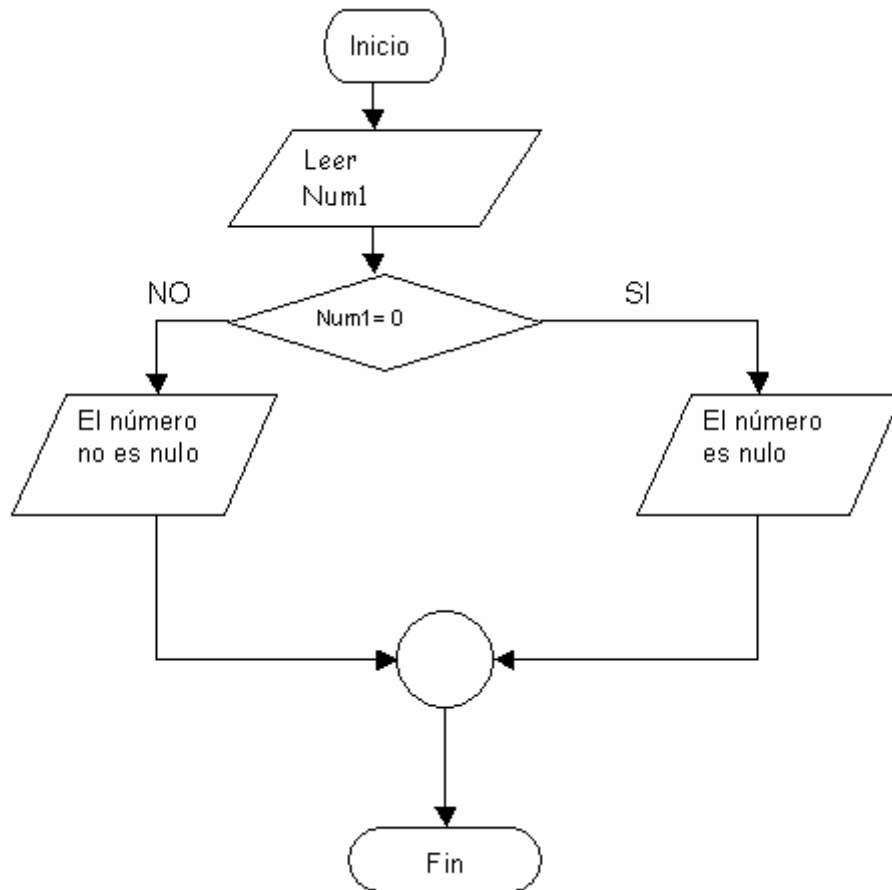 Inicio
Leer
Num1
NO
SI
Num1= 0
El número
no es nulo
El número
es nulo
Fin